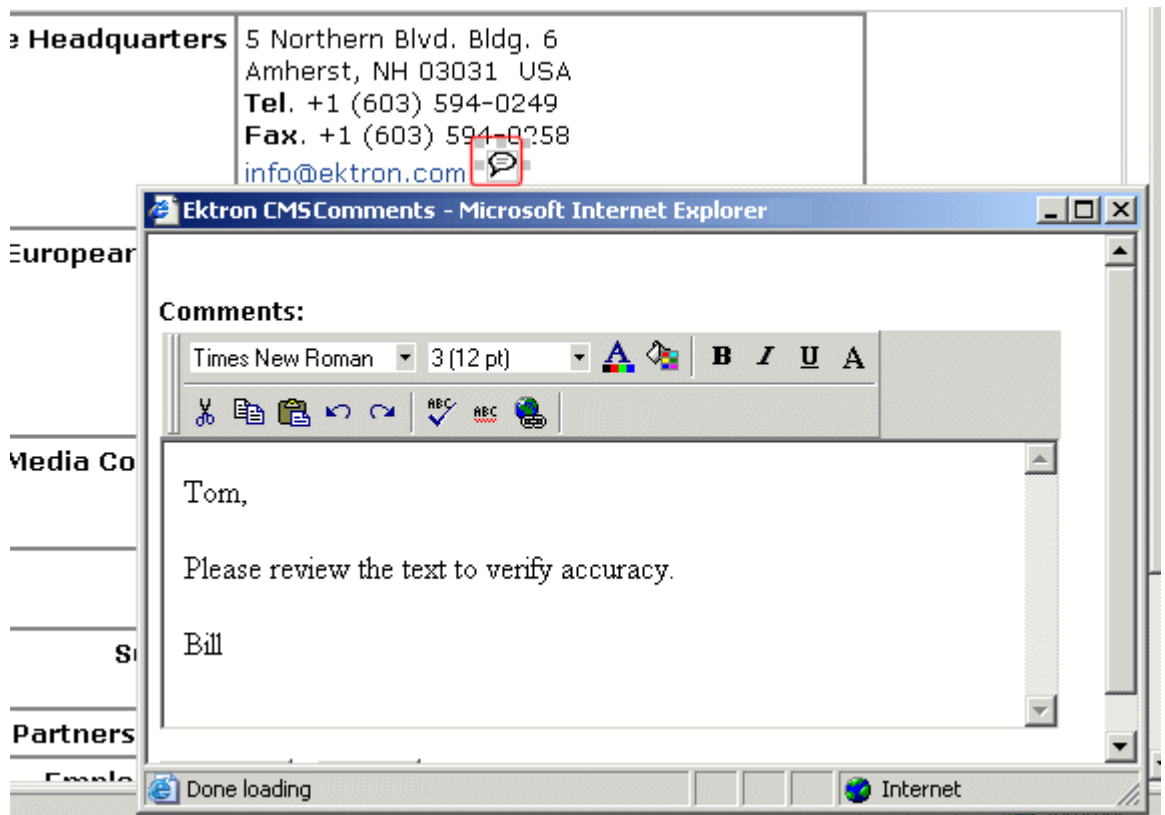 Headquarters
5 Northern Blvd. Bldg. 6
Amherst, NH 03031 USA
Tel. +1 (603) 594-0249
Fax. +1 (603) 594-0258
info@ektron.com
Ektron CMSComments - Microsoft Internet Explorer
Comments:
Times New Roman 3 (12 pt) A B I U A
ABC ABC
Media
Tom,
Please review the text to verify accuracy.
Bill
Partners
Done loading Internet